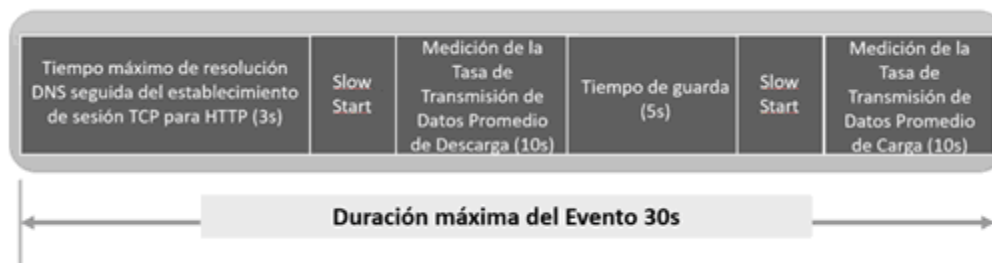 Tiempo máximo de resolución
DNS seguida del establecimiento
de sesión TCP para HTTP (3s)
Slow
Start
Medición de la
Tasa de
Transmisión de
Datos Promedio
de Descarga (10s)
Tiempo de guarda
(5s)
Slow
Start
Medición de la
Tasa de
Transmisión de
Datos Promedio
de Carga (10s)
Duración máxima del Evento 30s